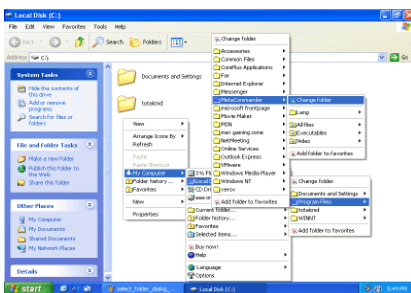 Local Disk (C:)
File Edit View Favorites Tools Help
Back Search Folders
Address C:\ Go
System Tasks
Hide the contents of this drive
Add or remove programs
Search for files or folders
File and Folder Tasks
Make a new folder
Publish this folder to the Web
Share this folder
Other Places
My Computer
My Documents
Shared Documents
My Network Places
Details
Documents and Settings
totalcmd
View
Arrange Icons By
Refresh
Paste
Paste Shortcut
My Computer
Folder history...
Favorites
New
Properties
Current folder...
Folder history...
Favorites
Selected items...
Buy now!
Help
Language
Options
Change folder
Accessories
Common Files
ComPlus Applications
Far
Internet Explorer
Messenger
MetaCommander
microsoft frontpage
Movie Maker
MSN
msn gaming zone
NetMeeting
Online Services
Outlook Express
VMware
Windows Media Player
Windows NT
xerox
Add folder to favorites
Change folder
Lang
All files
Executables
Video
Add folder to favorites
Change folder
Documents and Settings
Program Files
totalcmd
WINNT
Add folder to favorites
start
select_folder_dialog_...
Local Disk (C:)